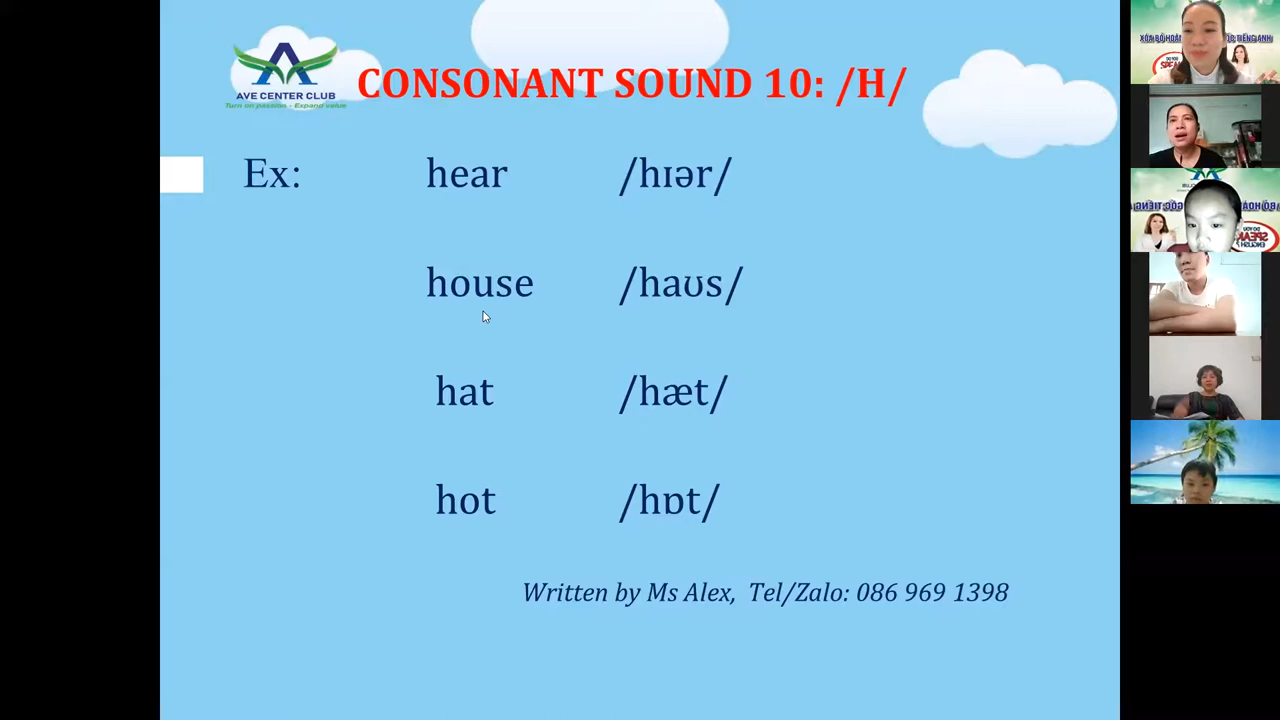 AVE CENTER CLUB
Turn on passion - Expand value
CONSONANT SOUND 10: /H/
Ex: hear /hɪər/
house /haʊs/
hat /hæt/
hot /hɒt/
Written by Ms Alex, Tel/Zalo: 086 969 1398